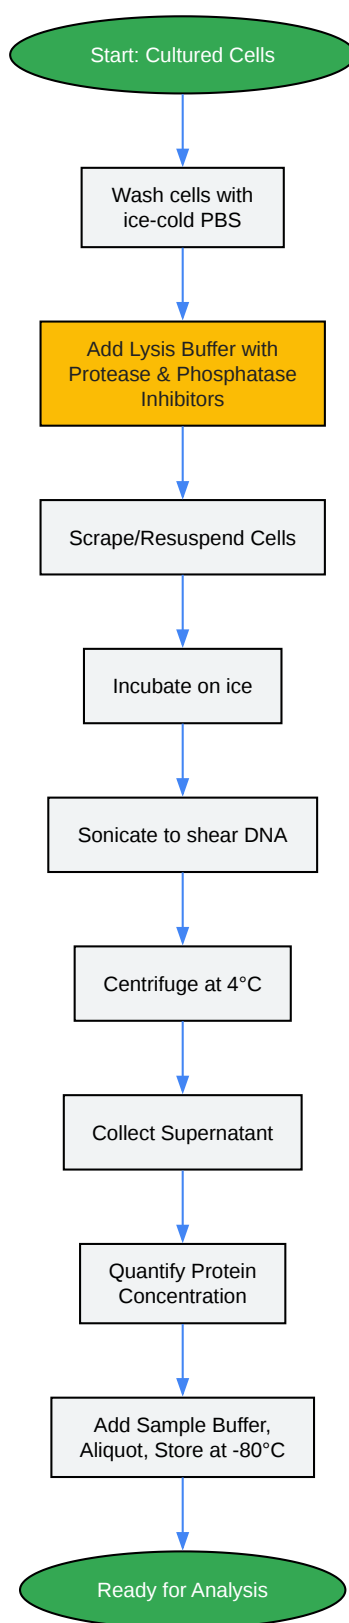 Start: Cultured Cells
Wash cells with
ice-cold PBS
Add Lysis Buffer with
Protease & Phosphatase
Inhibitors
Scrape/Resuspend Cells
Incubate on ice
Sonicate to shear DNA
Centrifuge at 4°C
Collect Supernatant
Quantify Protein
Concentration
Add Sample Buffer,
Aliquot, Store at -80°C
Ready for Analysis